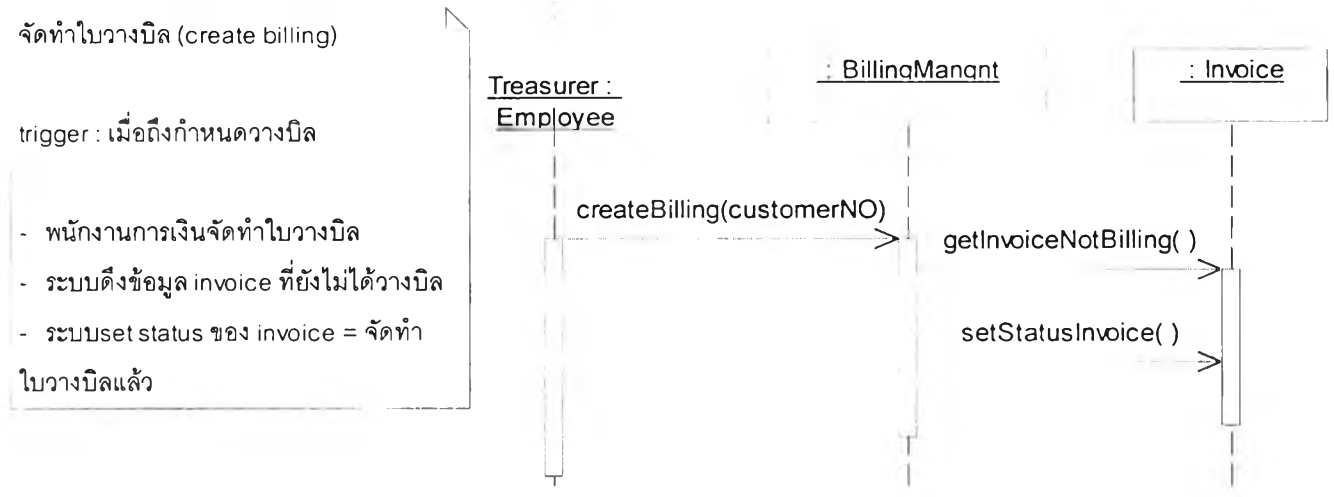 จัดทำใบวางบิล (create billing)
trigger : เมื่อถึงกำหนดวางบิล
- พนักงานการเงินจัดทำใบวางบิล
- ระบบดึงข้อมูล invoice ที่ยังไม่ได้วางบิล
- ระบบset status ของ invoice = จัดทำ
ใบวางบิลแล้ว
Treasurer :
Employee
: BillingMangnt
: Invoice
createBilling(customerNO)
getInvoiceNotBilling( )
setStatusInvoice( )